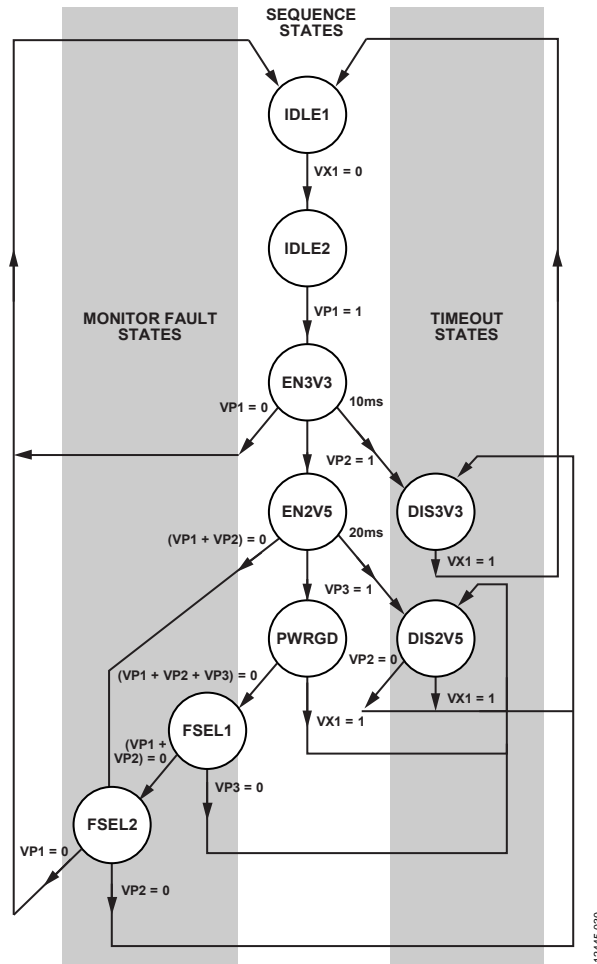 SEQUENCE
STATES
IDLE1
VX1 = 0
IDLE2
VP1 = 1
MONITOR FAULT
STATES
TIMEOUT
STATES
EN3V3
VP1 = 0
10ms
VP2 = 1
EN2V5
DIS3V3
(VP1 + VP2) = 0
20ms
VX1 = 1
VP3 = 1
PWRGD
DIS2V5
VP2 = 0
(VP1 + VP2 + VP3) = 0
VX1 = 1
FSEL1
VX1 = 1
(VP1 +
VP2) = 0
VP3 = 0
FSEL2
VP1 = 0
VP2 = 0